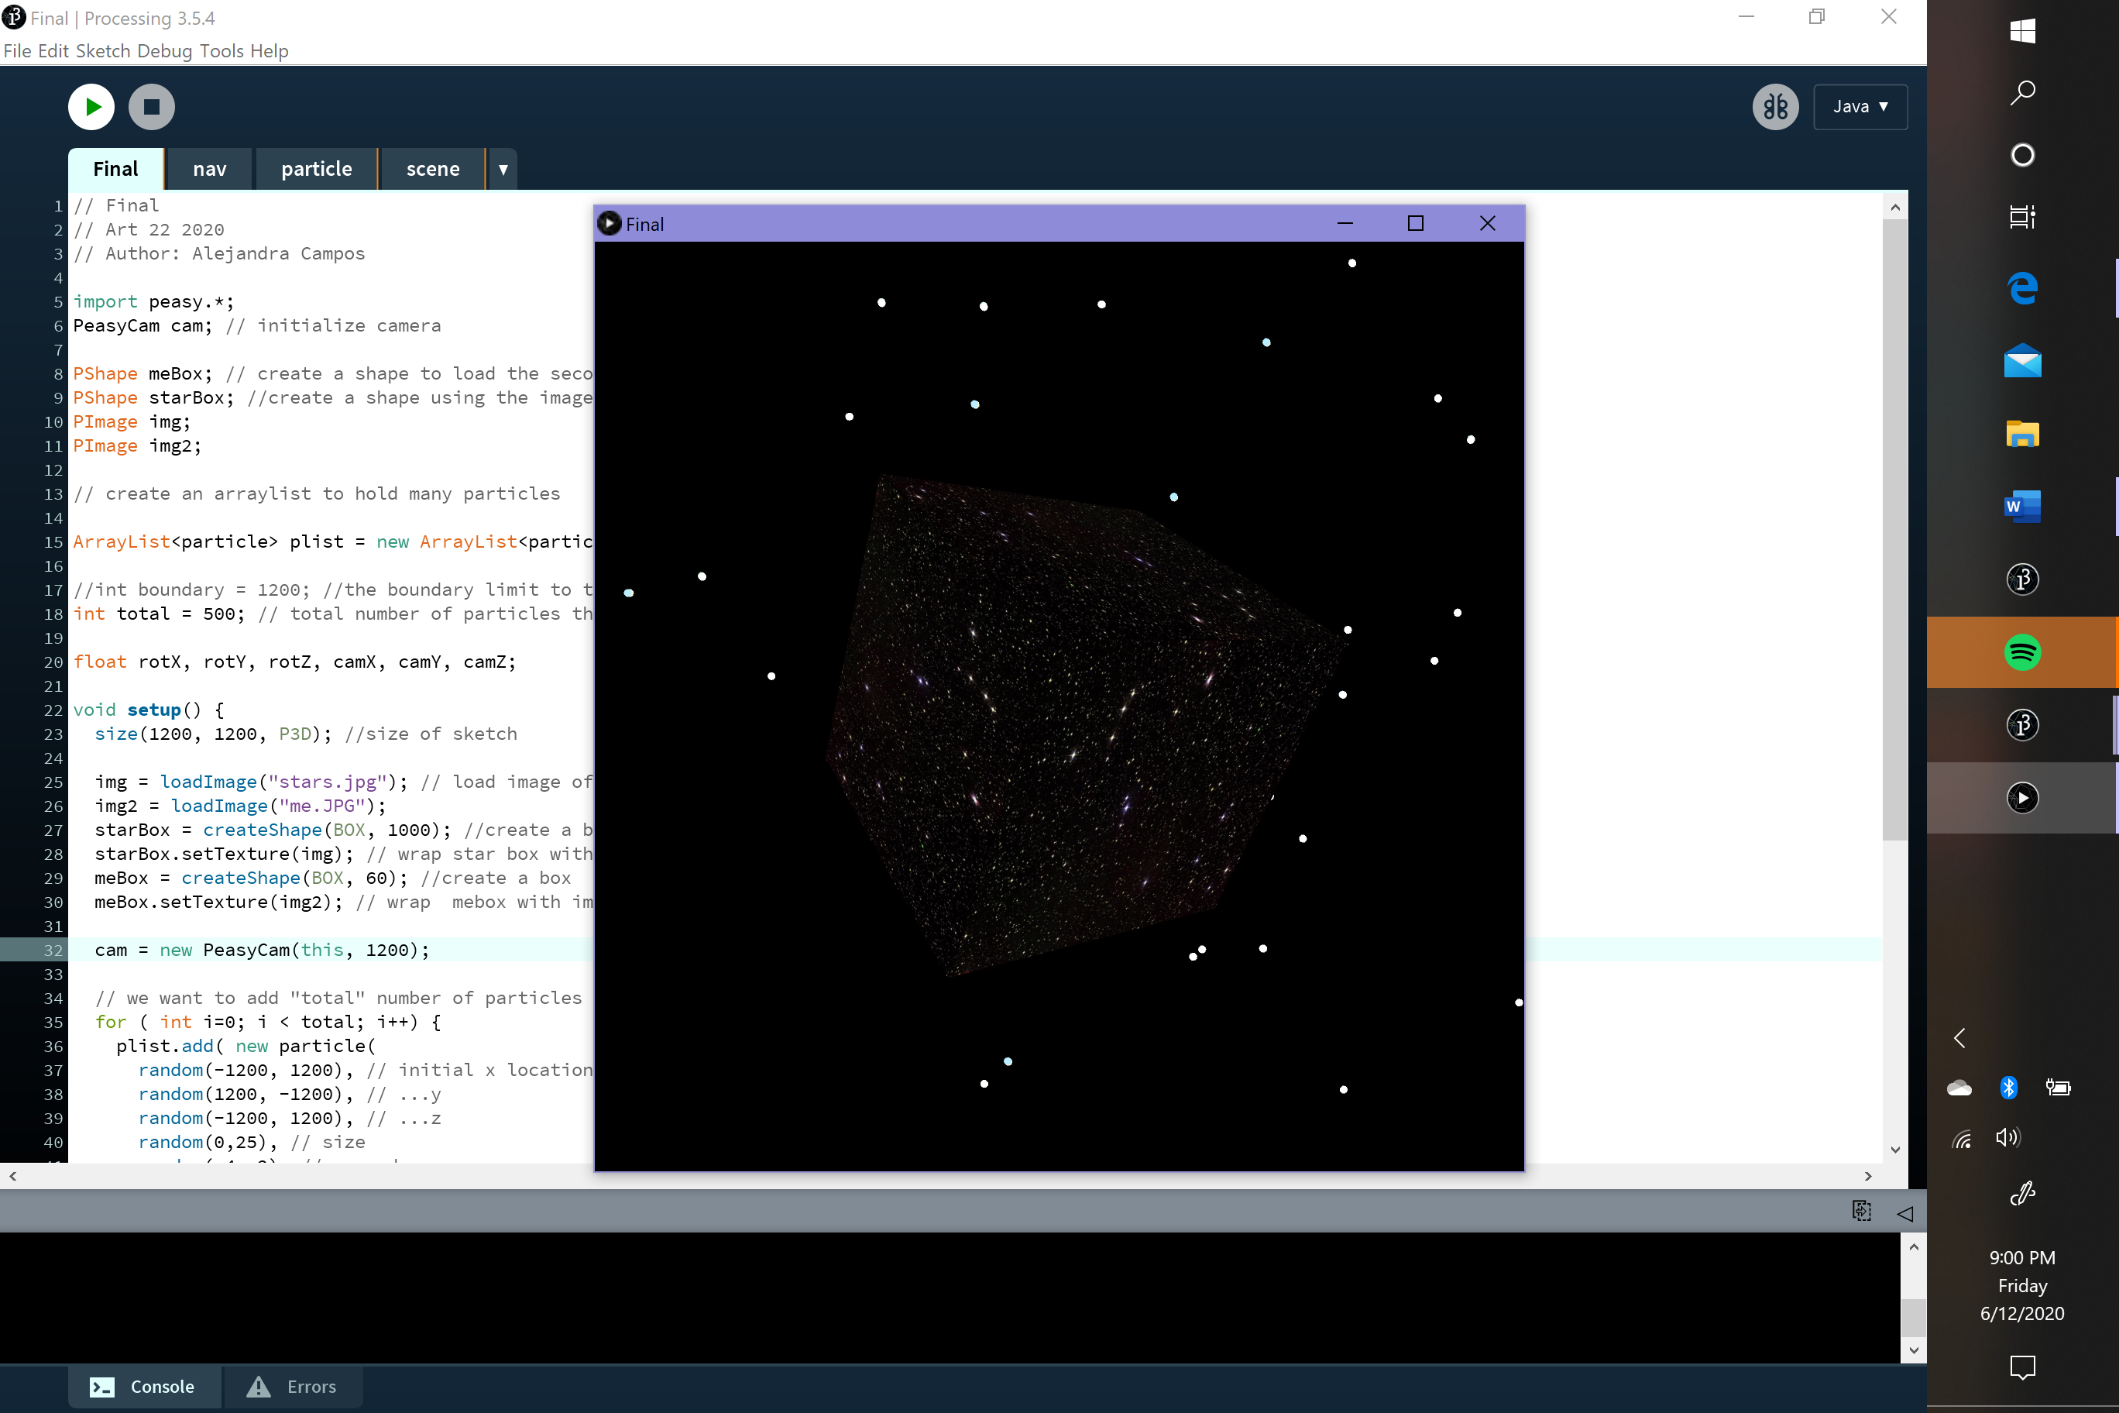 Final | Processing 3.5.4
File Edit Sketch Debug Tools Help
Java ▼
Final nav particle scene ▼
1 // Final
2 // Art 22 2020
3 // Author: Alejandra Campos
4
5 import peasy.*;
6 PeasyCam cam; // initialize camera
7
8 PShape meBox; // create a shape to load the seco
9 PShape starBox; //create a shape using the image
10 PImage img;
11 PImage img2;
12
13 // create an arraylist to hold many particles
14
15 ArrayList<particle> plist = new ArrayList<partic
16
17 //int boundary = 1200; //the boundary limit to t
18 int total = 500; // total number of particles th
19
20 float rotX, rotY, rotZ, camX, camY, camZ;
21
22 void setup() {
23 size(1200, 1200, P3D); //size of sketch
24
25 img = loadImage("stars.jpg"); // load image of
26 img2 = loadImage("me.JPG");
27 starBox = createShape(BOX, 1000); //create a b
28 starBox.setTexture(img); // wrap star box with
29 meBox = createShape(BOX, 60); //create a box
30 meBox.setTexture(img2); // wrap  mebox with im
31
32 cam = new PeasyCam(this, 1200);
33
34 // we want to add "total" number of particles
35 for ( int i=0; i < total; i++) {
36 plist.add( new particle(
37 random(-1200, 1200), // initial x location
38 random(1200, -1200), // ...y
39 random(-1200, 1200), // ...z
40 random(0,25), // size
Final
Console Errors
W
9:00 PM
Friday
6/12/2020